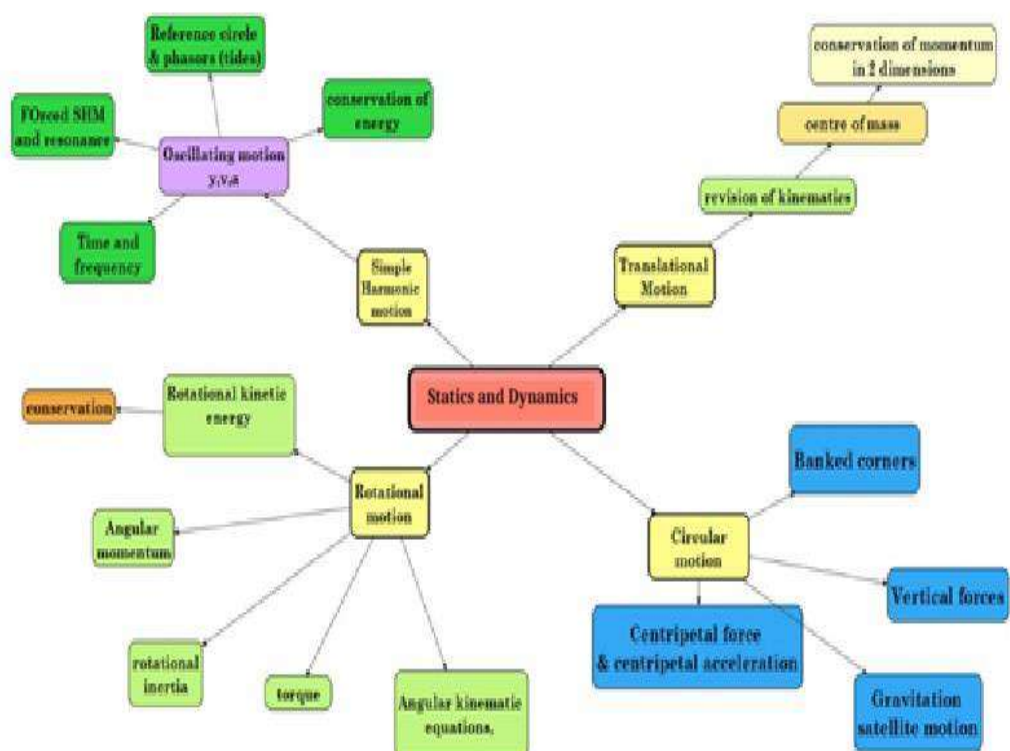 Reference circle
& phasors (tides)
conservation of momentum
in 2 dimensions
FOrced SHM
and resonance
conservation of
energy
centre of mass
Oscillating motion
y,v,a
revision of kinematics
Time and
frequency
Simple
Harmonic
motion
Translational
Motion
Statics and Dynamics
conservation
Rotational kinetic
energy
Banked corners
Rotational
motion
Angular
momentum
Circular
motion
Vertical forces
Centripetal force
& centripetal acceleration
rotational
inertia
torque
Angular kinematic
equations,
Gravitation
satellite motion